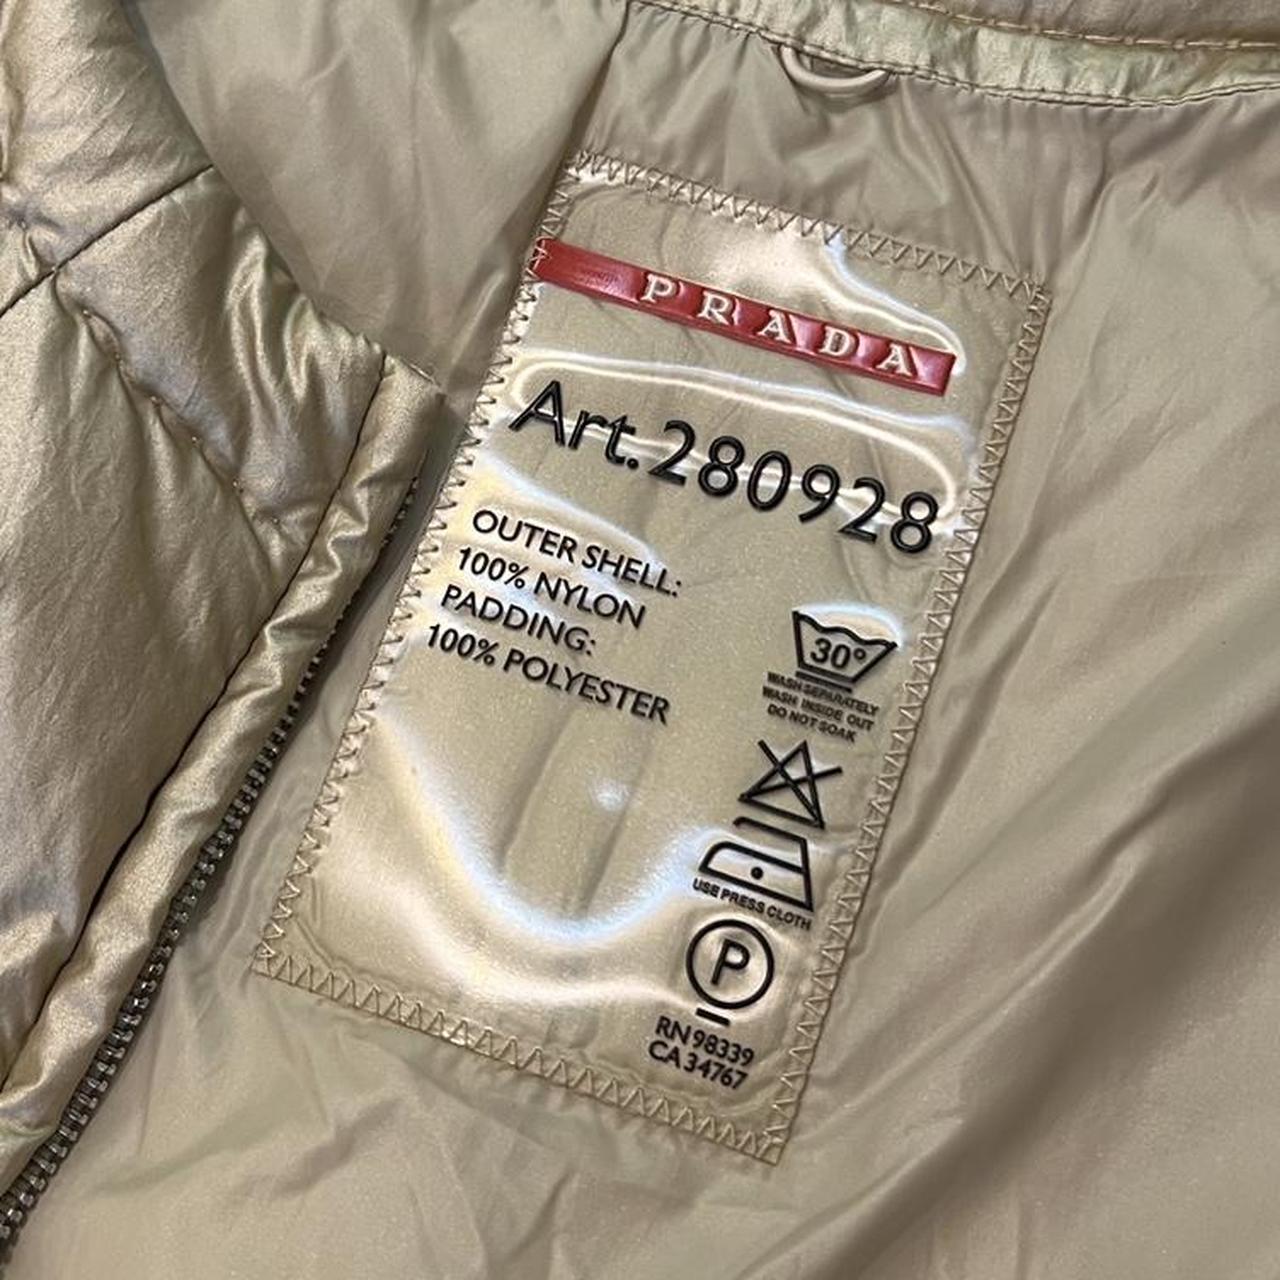 PRADA
Art.280928
OUTER SHELL:
100% NYLON
PADDING:
100% POLYESTER
30°
WASH SEPARATELY
WASH INSIDE OUT
DO NOT SOAK
USE PRESS CLOTH
P
RN 98339
CA 34767